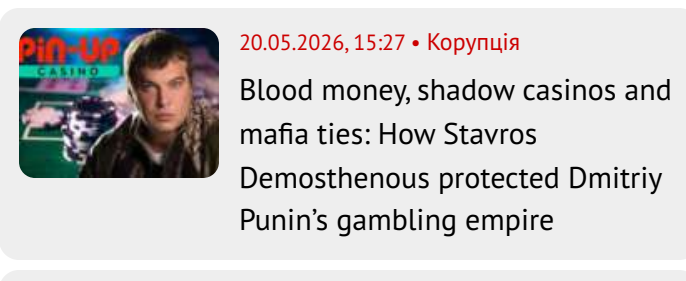 PiN-UP
CASINO
20.05.2026, 15:27 • Корупція
Blood money, shadow casinos and
mafia ties: How Stavros
Demosthenous protected Dmitriy
Punin’s gambling empire